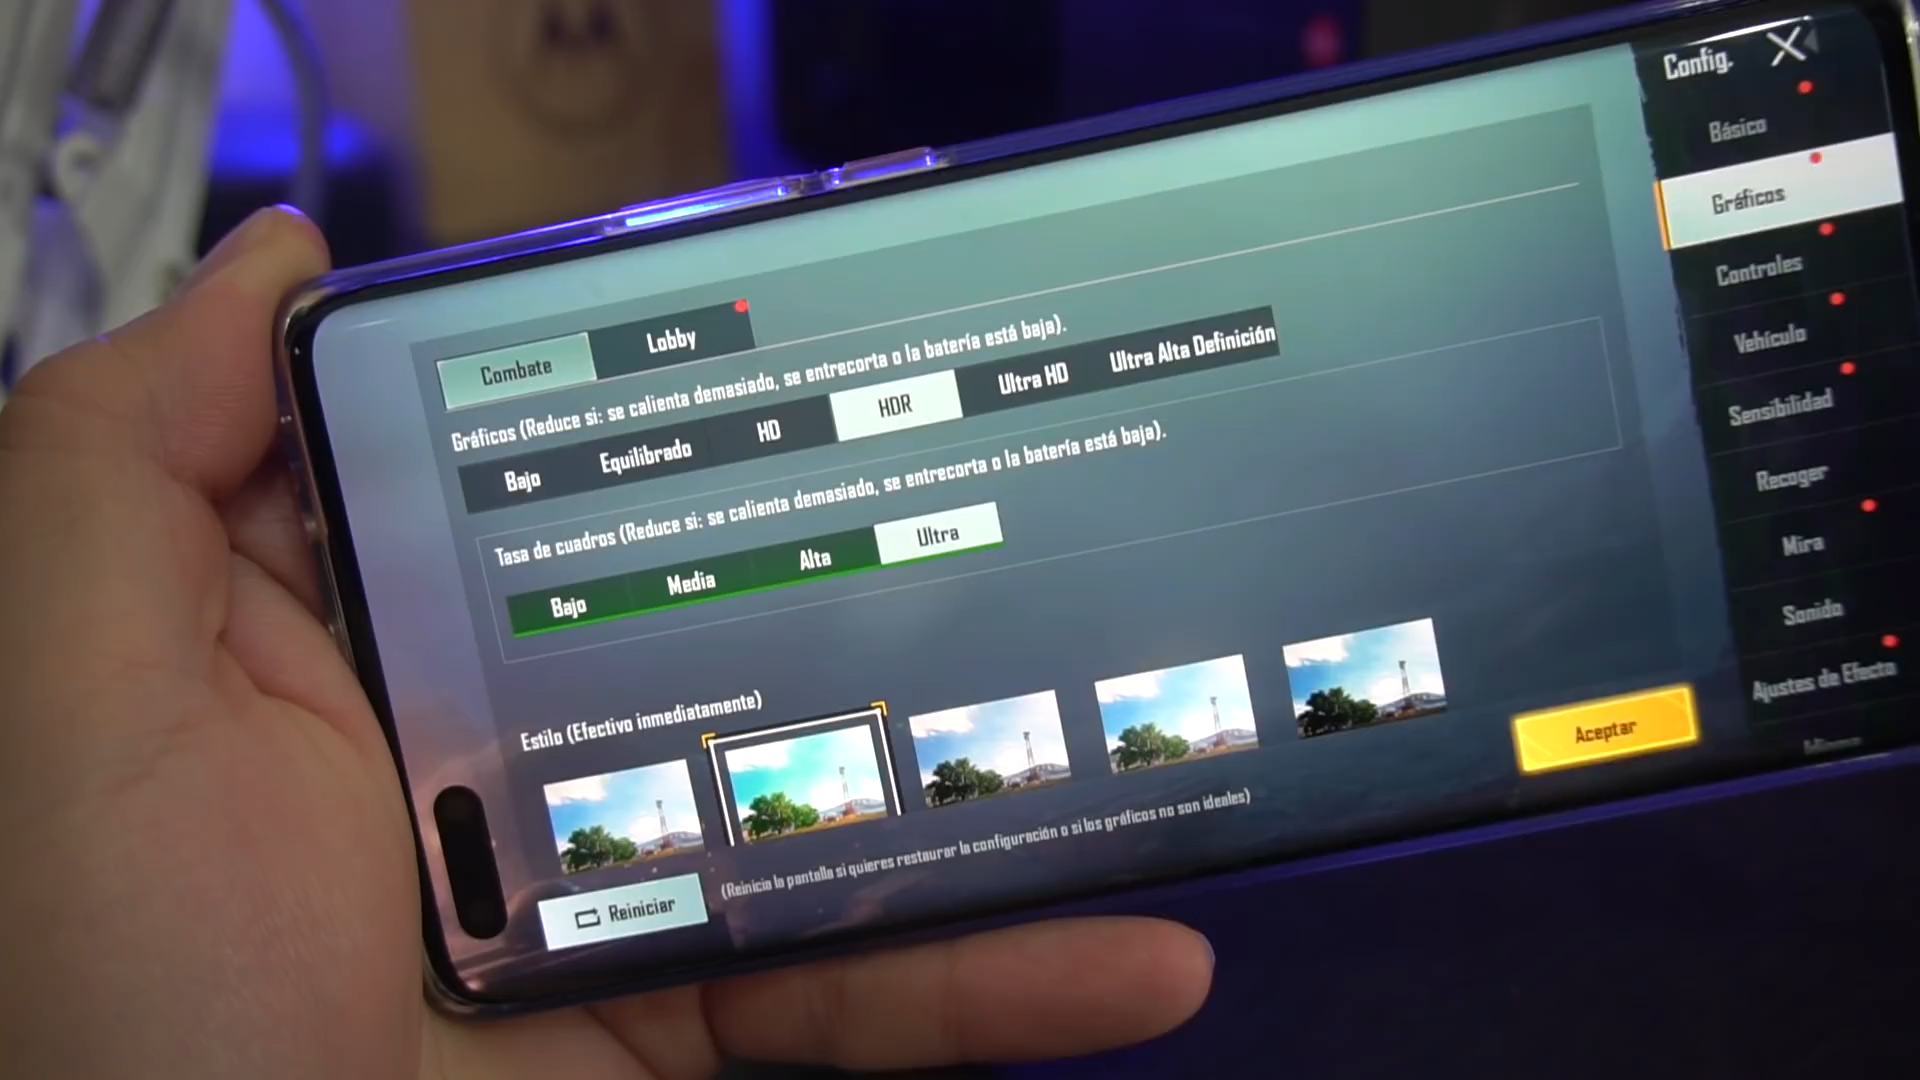 Config.
Básico
Gráficos
Controles
Vehículo
Sensibilidad
Recoger
Mira
Sonido
Ajustes de Efecto
Combate
Lobby
Gráficos (Reduce si: se calienta demasiado, se entrecorta o la batería está baja).
Bajo
Equilibrado
HD
HDR
Ultra HD
Ultra Alta Definición
Tasa de cuadros (Reduce si: se calienta demasiado, se entrecorta o la batería está baja).
Bajo
Media
Alta
Ultra
Estilo (Efectivo inmediatamente)
Aceptar
Reiniciar
(Reinicia la pantalla si quieres restaurar la configuración o si los gráficos no son ideales)